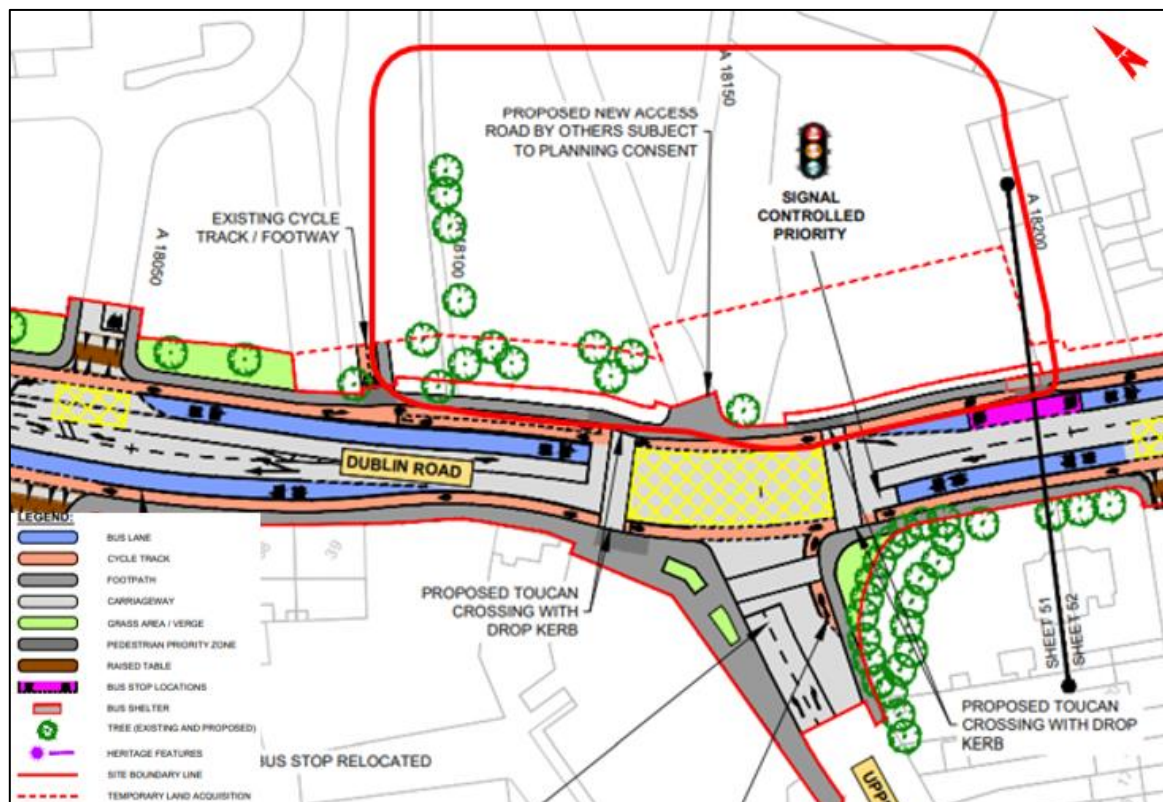 A 18150
PROPOSED NEW ACCESS
ROAD BY OTHERS SUBJECT
TO PLANNING CONSENT
SIGNAL
CONTROLLED
PRIORITY
EXISTING CYCLE
TRACK / FOOTWAY
A 18050
A 18100
A 18200
DUBLIN ROAD
LEGEND:
BUS LANE
CYCLE TRACK
FOOTPATH
CARRIAGEWAY
GRASS AREA / VERGE
PEDESTRIAN PRIORITY ZONE
RAISED TABLE
BUS STOP LOCATIONS
BUS SHELTER
TREE (EXISTING AND PROPOSED)
HERITAGE FEATURES
SITE BOUNDARY LINE
TEMPORARY LAND ACQUISITION
39
PROPOSED TOUCAN
CROSSING WITH
DROP KERB
SHEET 51
SHEET 52
PROPOSED TOUCAN
CROSSING WITH DROP
KERB
BUS STOP RELOCATED
UPP